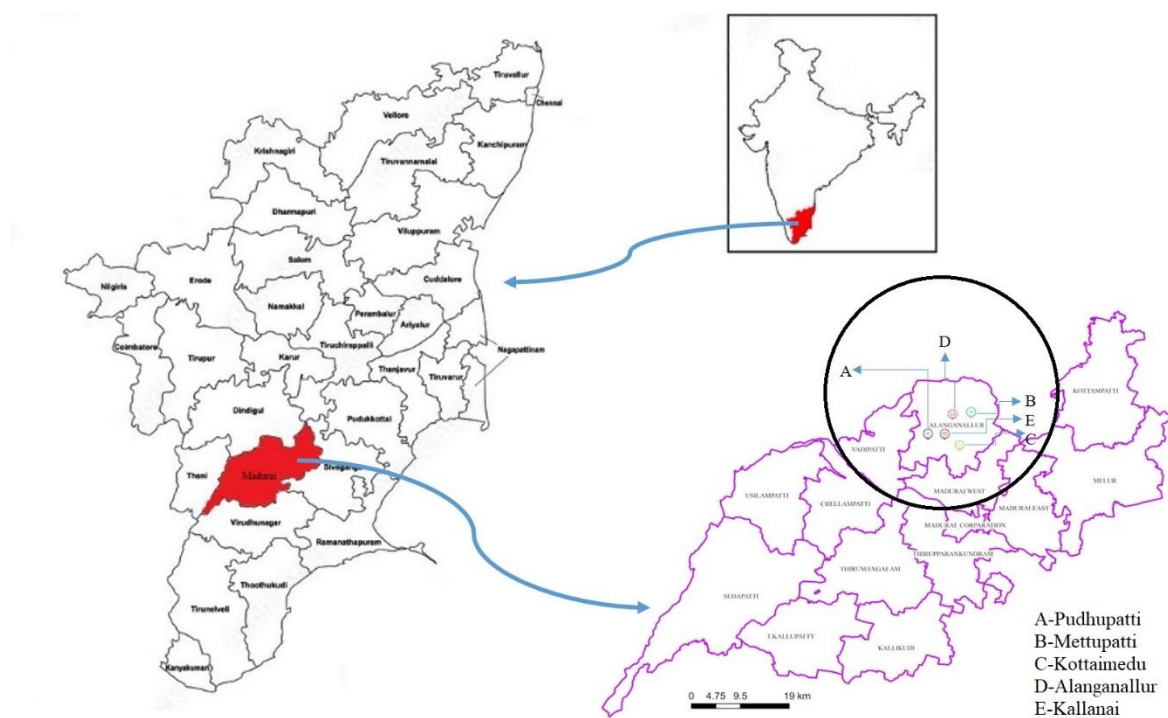 Tiruvallur
Chennai
Vellore
Kanchipuram
Krishnagiri
Tiruvannamalai
Dharmapuri
Viluppuram
Salem
Cuddalore
Nilgiris
Erode
Namakkal
Perambalur
Ariyalur
Tiruchirappalli
Nagapattinam
Coimbatore
Tirupur
Karur
Thanjavur
Tiruvarur
Dindigul
Pudukkottai
Theni
Madurai
Sivaganga
Virudhunagar
Ramanathapuram
Thoothukudi
Tirunelveli
Kanyakumari
D
A
B
E
C
KOTTAMPATTI
ALANGANALLUR
VADIPATTI
MELUR
MADURAI WEST
USILAMPATTI
CHELLAMPATTI
MADURAI EAST
MADURAI CORPARATION
THIRUPPARANKUNDRAM
THIRUMANGALAM
SEDAPATTI
T.KALLUPATTY
KALLIKUDI
A-Pudhupatti
B-Mettupatti
C-Kottaimedu
D-Alanganallur
E-Kallanai
0 4.75 9.5 19 km